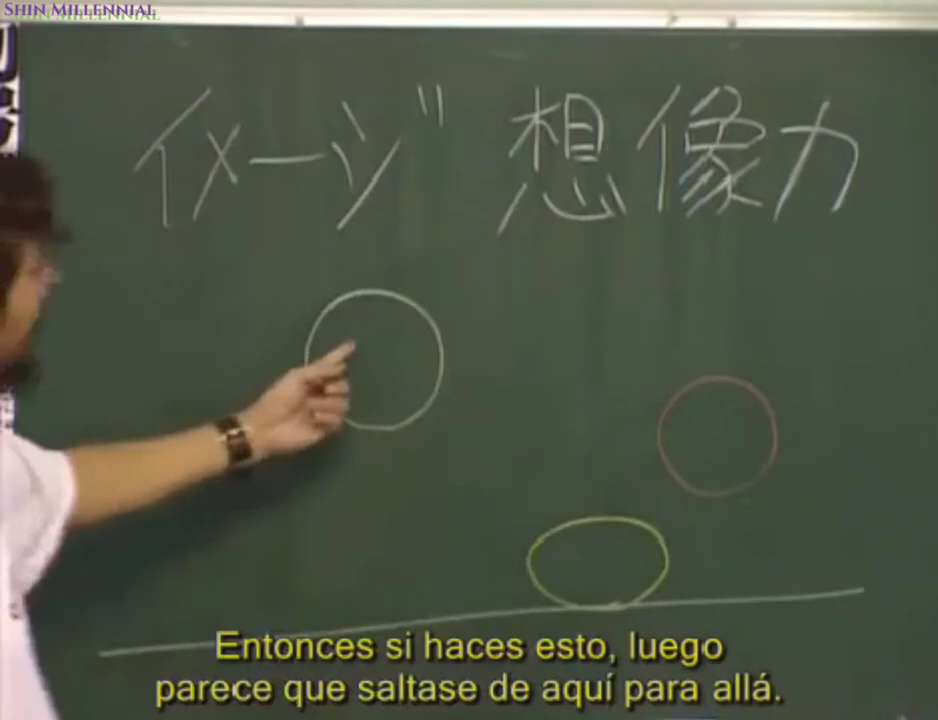 SHIN MILLENNIAL
イメージ 想像力
Entonces si haces esto, luego
parece que saltase de aquí para allá.